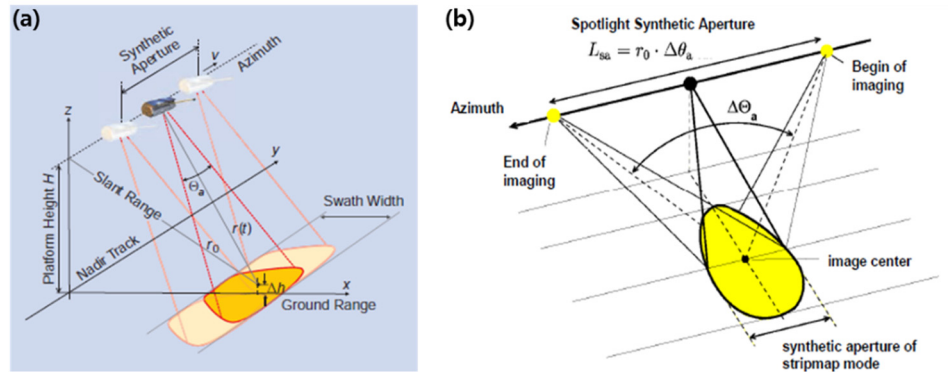 (a)
Synthetic
Aperture
v
Azimuth
z
y
Platform Height H
Slant Range
Θa
Swath Width
Nadir Track
r0
r(t)
Δh
x
Ground Range
(b)
Spotlight Synthetic Aperture
Lsa = r0 · Δθa
Begin of
imaging
Azimuth
ΔΘa
End of
imaging
image center
synthetic aperture of
stripmap mode